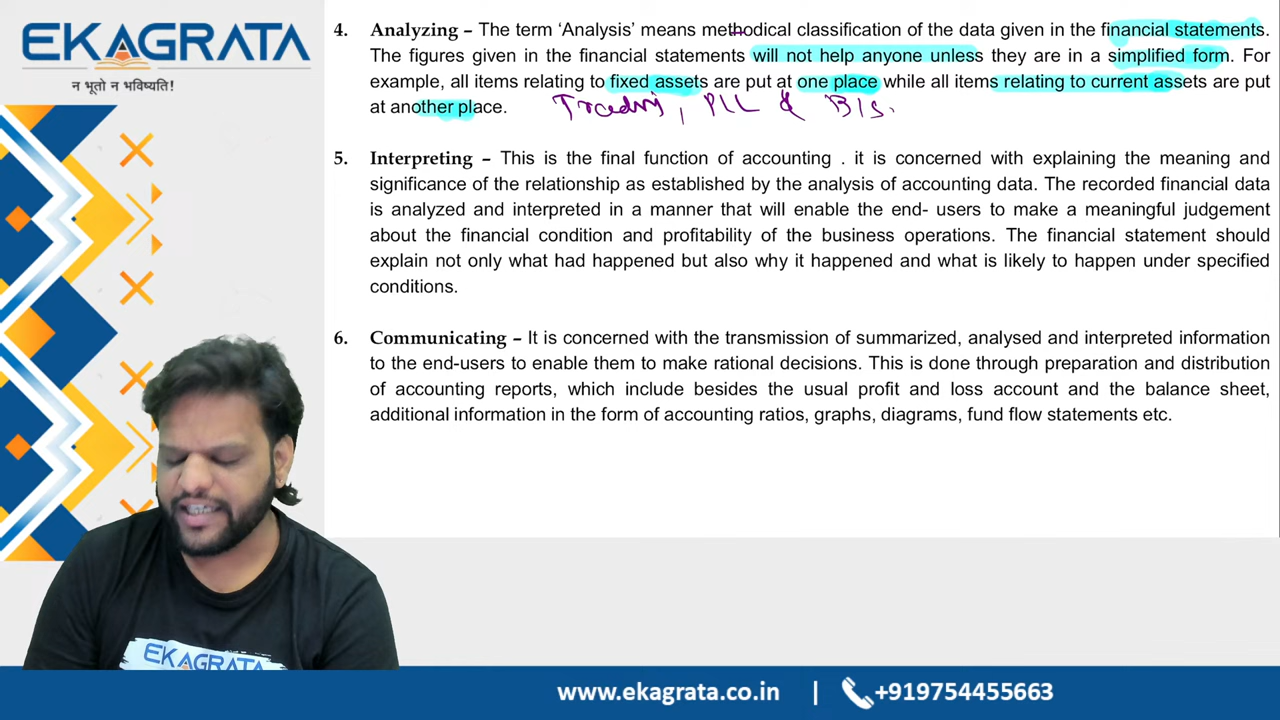 EKAGRATA
न भूतो न भविष्यति!
4. Analyzing – The term ‘Analysis’ means methodical classification of the data given in the financial statements.
The figures given in the financial statements will not help anyone unless they are in a simplified form. For
example, all items relating to fixed assets are put at one place while all items relating to current assets are put
at another place.
Trading, P/L & B/S.
5. Interpreting – This is the final function of accounting . it is concerned with explaining the meaning and
significance of the relationship as established by the analysis of accounting data. The recorded financial data
is analyzed and interpreted in a manner that will enable the end- users to make a meaningful judgement
about the financial condition and profitability of the business operations. The financial statement should
explain not only what had happened but also why it happened and what is likely to happen under specified
conditions.
6. Communicating – It is concerned with the transmission of summarized, analysed and interpreted information
to the end-users to enable them to make rational decisions. This is done through preparation and distribution
of accounting reports, which include besides the usual profit and loss account and the balance sheet,
additional information in the form of accounting ratios, graphs, diagrams, fund flow statements etc.
EKAGRATA
www.ekagrata.co.in | +919754455663